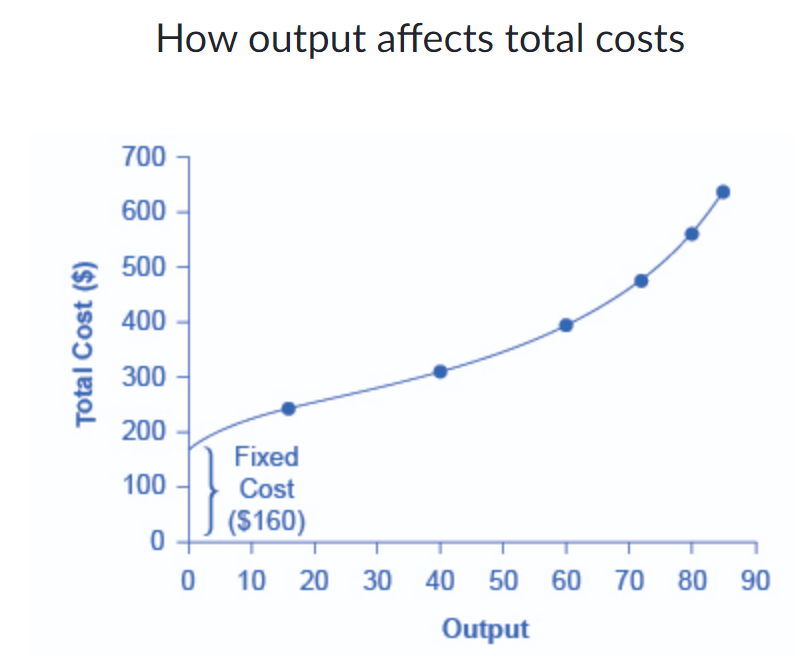 How output affects total costs
700
600
500
400
300
200
100
0
Total Cost ($)
Fixed
Cost
($160)
0 10 20 30 40 50 60 70 80 90
Output